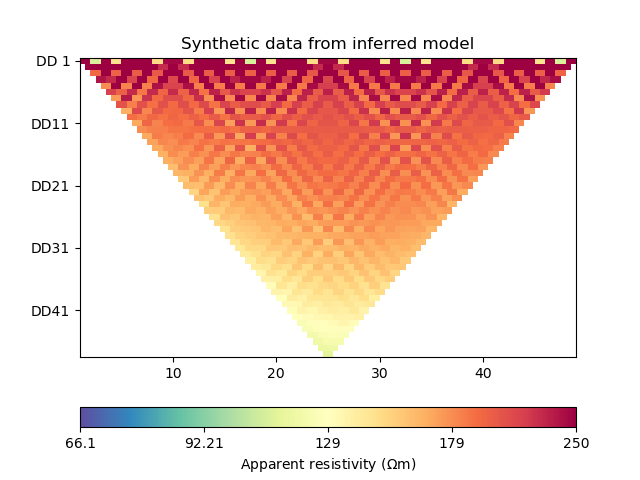 Synthetic data from inferred model
DD 1
DD11
DD21
DD31
DD41
10 20 30 40
66.1 92.21 129 179 250
Apparent resistivity (Ωm)